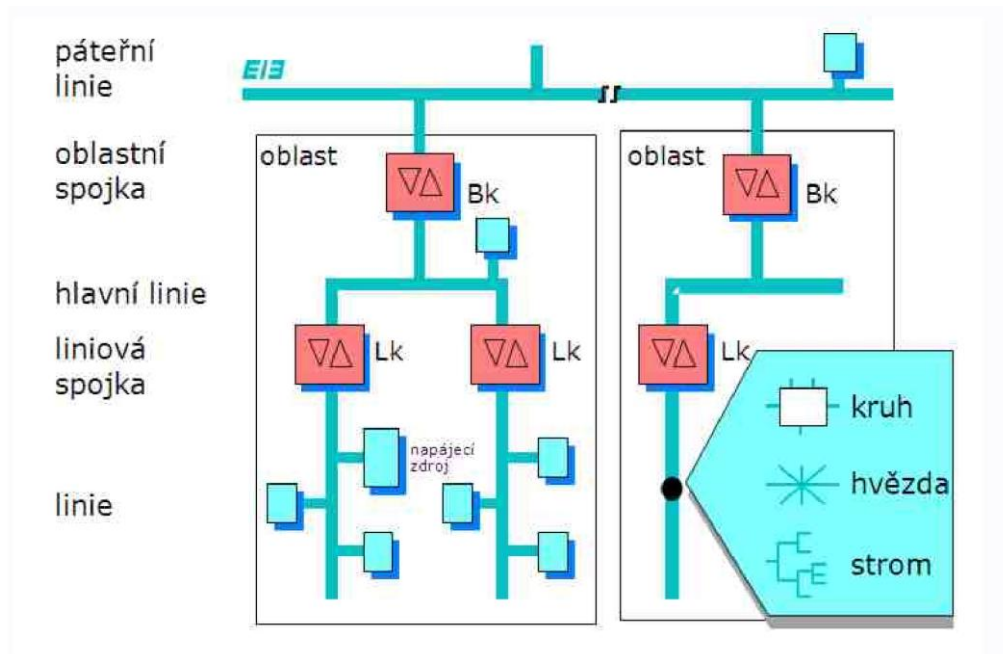 páteřní
linie
EIB
oblastní
spojka
oblast
Bk
oblast
Bk
hlavní linie
liniová
spojka
Lk
Lk
Lk
napájecí
zdroj
linie
kruh
hvězda
strom